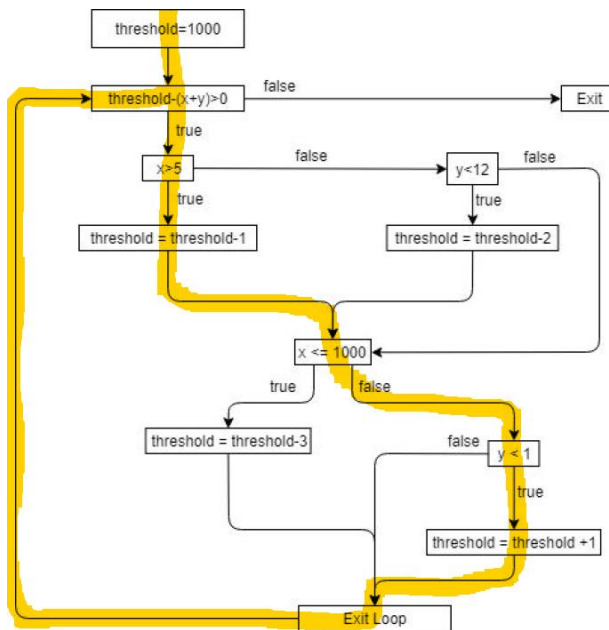 threshold=1000
threshold-(x+y)>0
false
Exit
true
x>5
false
y<12
false
true
true
threshold = threshold-1
threshold = threshold-2
x <= 1000
true
false
threshold = threshold-3
false
y < 1
true
threshold = threshold +1
Exit Loop